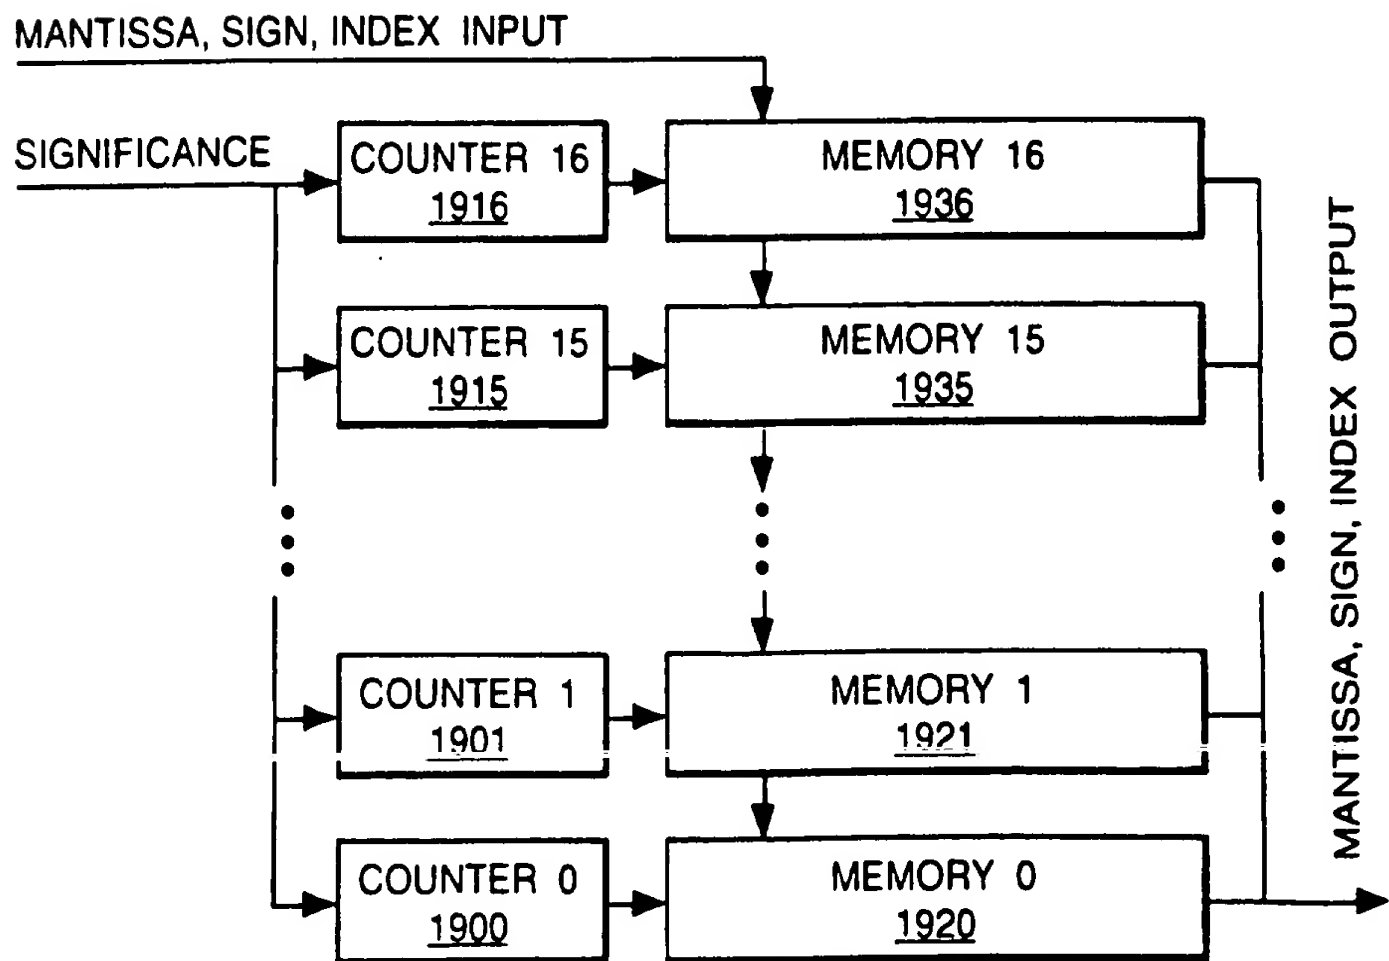 MANTISSA, SIGN, INDEX INPUT
SIGNIFICANCE
COUNTER 16
1916
MEMORY 16
1936
COUNTER 15
1915
MEMORY 15
1935
COUNTER 1
1901
MEMORY 1
1921
COUNTER 0
1900
MEMORY 0
1920
MANTISSA, SIGN, INDEX OUTPUT